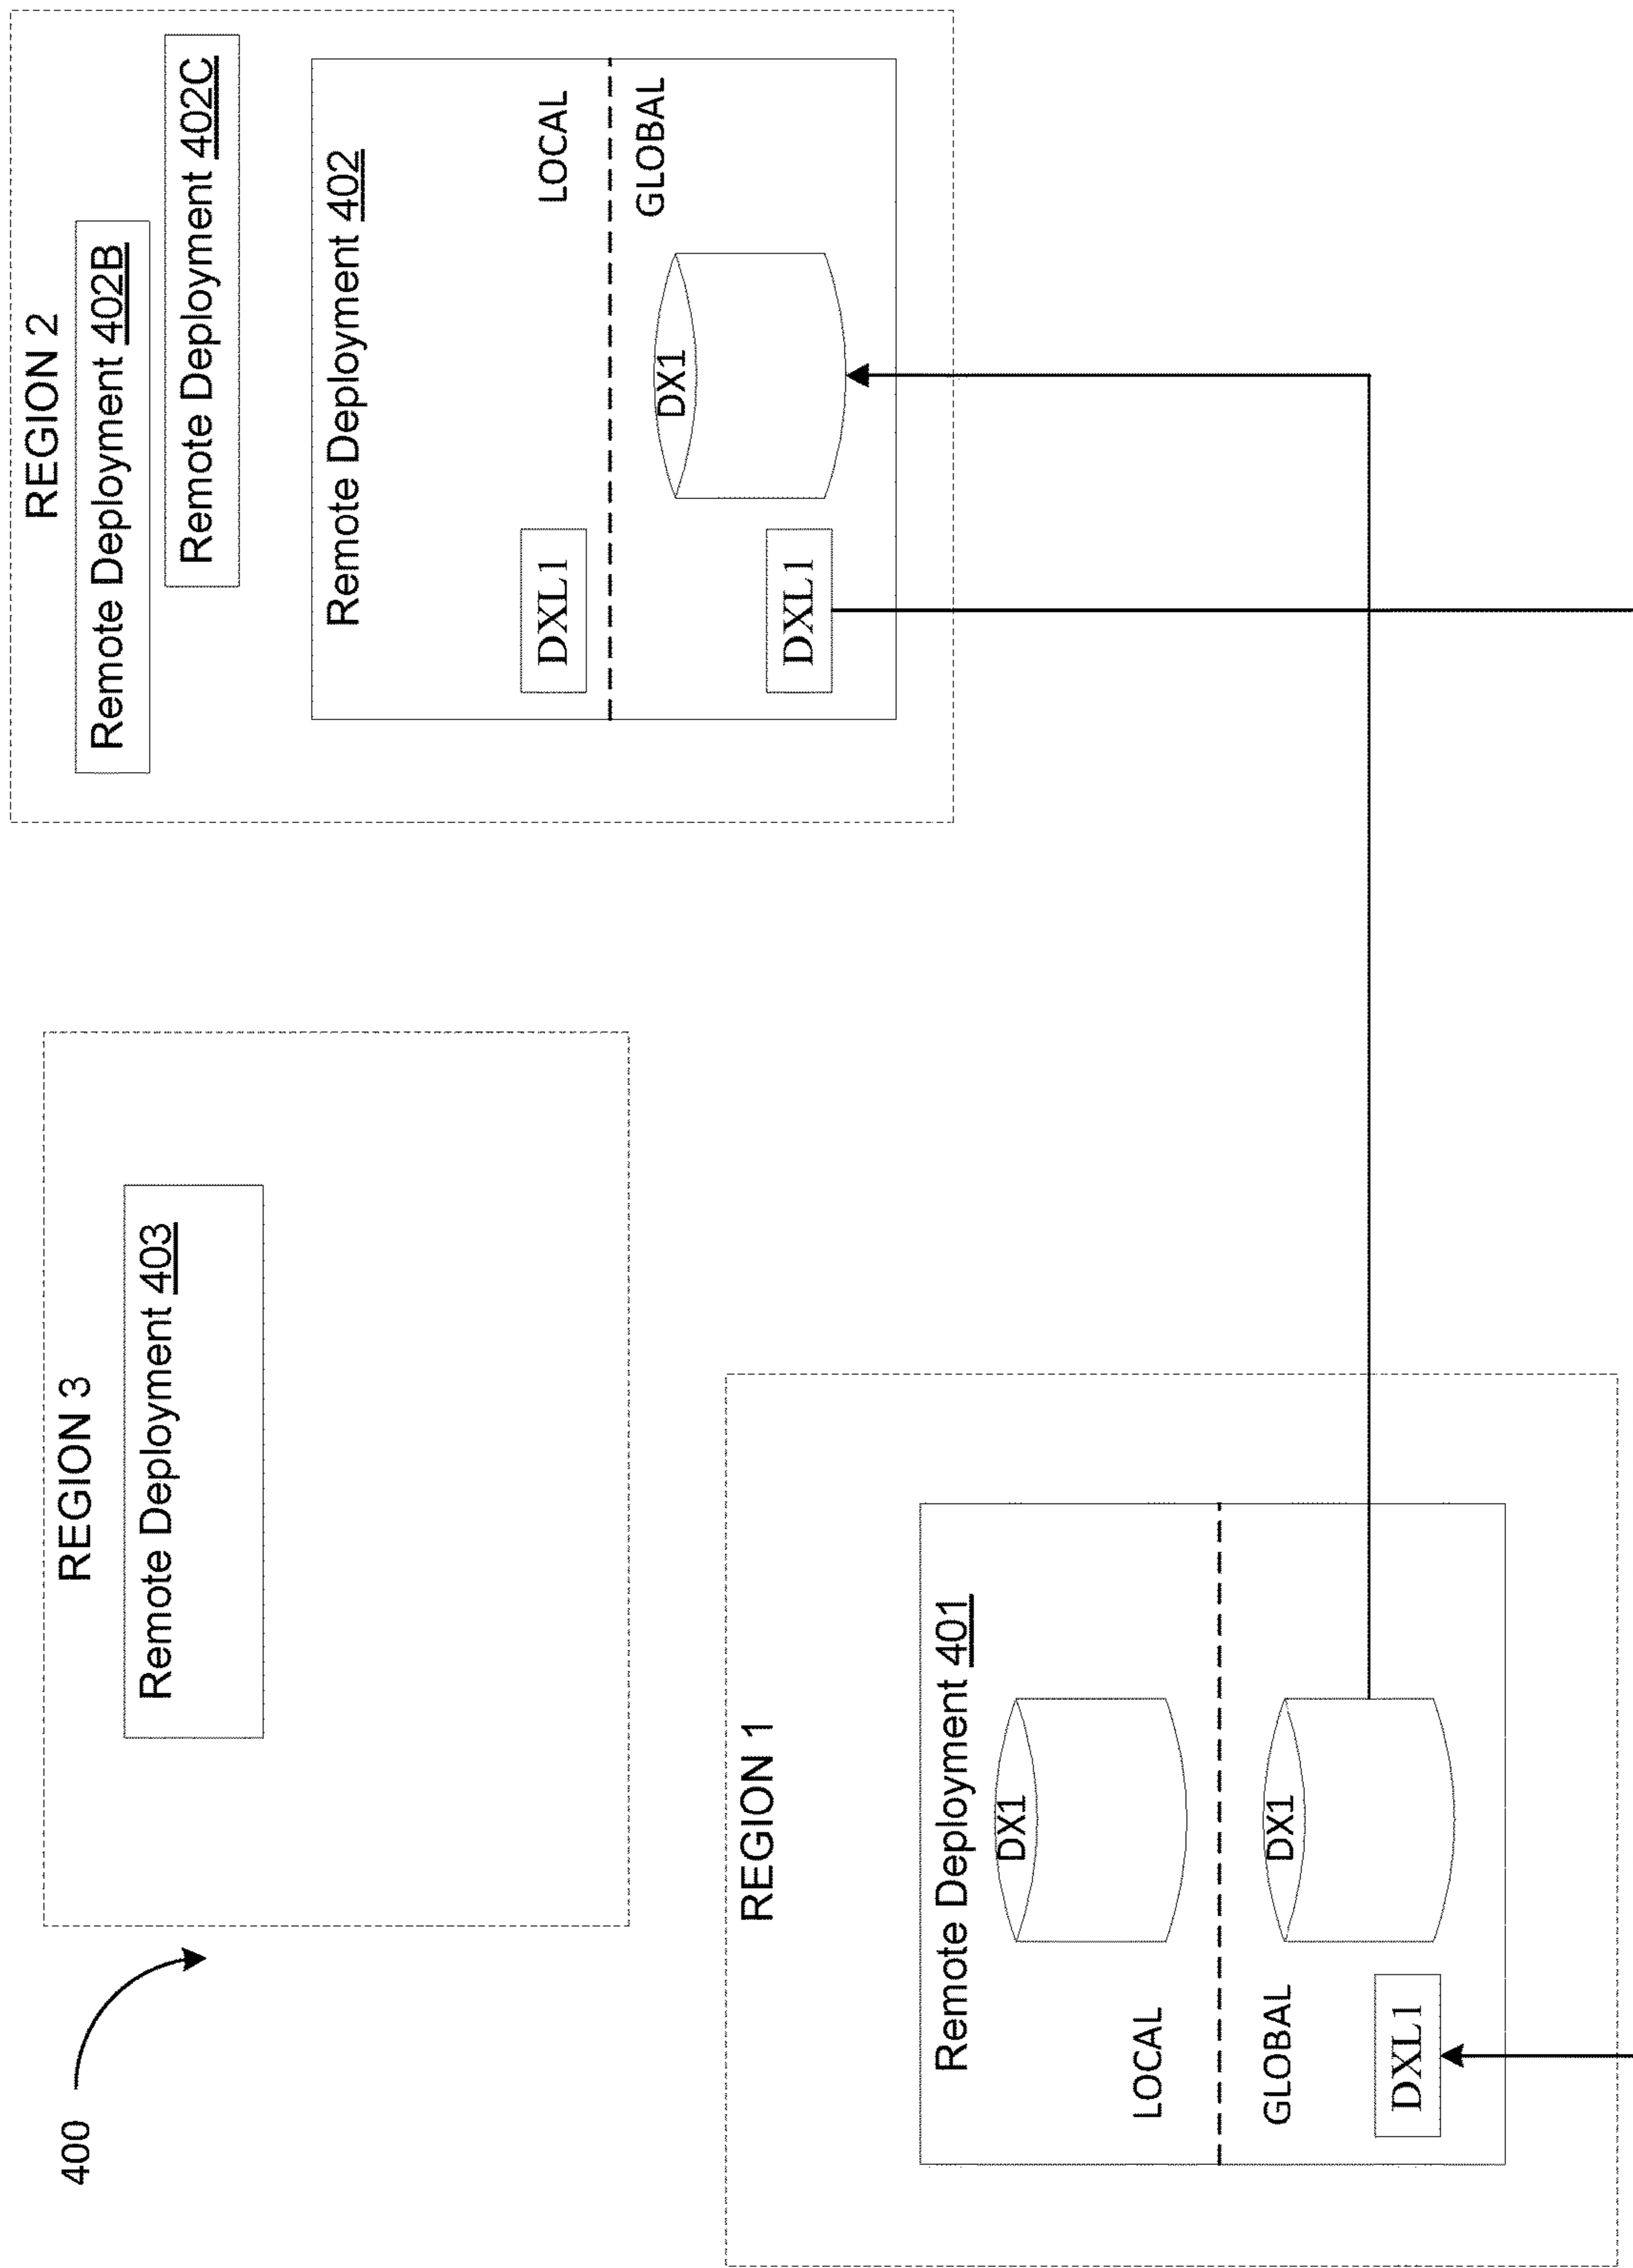 400
REGION 3
Remote Deployment 403
REGION 2
Remote Deployment 402B
Remote Deployment 402C
Remote Deployment 402
LOCAL
DXL1
GLOBAL
DX1
DXL1
REGION 1
Remote Deployment 401
DX1
LOCAL
GLOBAL
DX1
DXL1